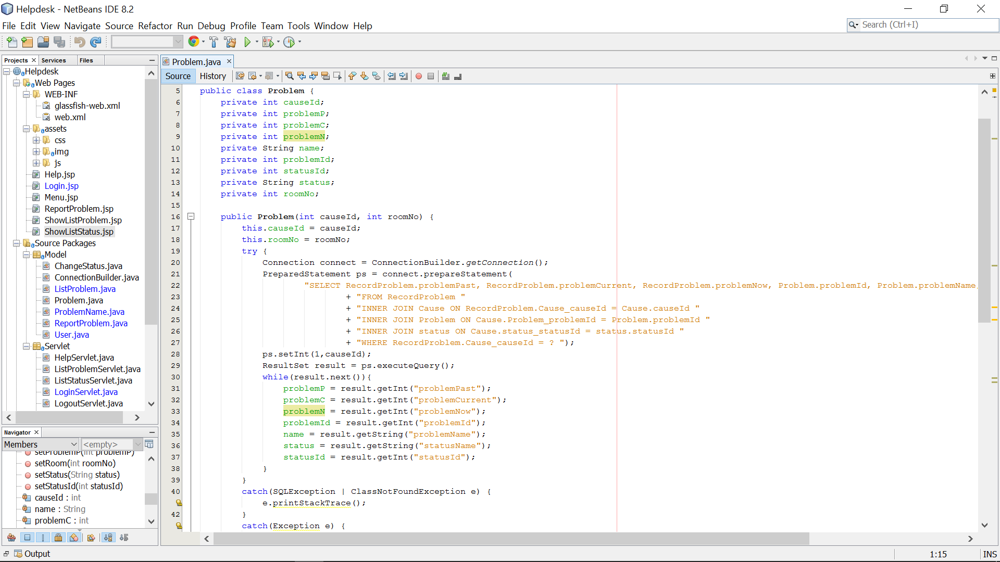 Helpdesk - NetBeans IDE 8.2
File Edit View Navigate Source Refactor Run Debug Profile Team Tools Window Help
Search (Ctrl+I)
Projects
Services
Files
Helpdesk
Web Pages
WEB-INF
glassfish-web.xml
web.xml
assets
css
img
js
Help.jsp
Login.jsp
Menu.jsp
ReportProblem.jsp
ShowListProblem.jsp
ShowListStatus.jsp
Source Packages
Model
ChangeStatus.java
ConnectionBuilder.java
ListProblem.java
Problem.java
ProblemName.java
ReportProblem.java
User.java
Servlet
HelpServlet.java
ListProblemServlet.java
ListStatusServlet.java
LoginServlet.java
LogoutServlet.java
Navigator
Members
<empty>
setProblemP(int problemP)
setRoom(int roomNo)
setStatus(String status)
setStatusId(int statusId)
causeId : int
name : String
problemC : int
Problem.java
Source History
5 public class Problem {
6 private int causeId;
7 private int problemP;
8 private int problemC;
9 private int problemN;
10 private String name;
11 private int problemId;
12 private int statusId;
13 private String status;
14 private int roomNo;
15
16 public Problem(int causeId, int roomNo) {
17 this.causeId = causeId;
18 this.roomNo = roomNo;
19 try {
20 Connection connect = ConnectionBuilder.getConnection();
21 PreparedStatement ps = connect.prepareStatement(
22 "SELECT RecordProblem.problemPast, RecordProblem.problemCurrent, RecordProblem.problemNow, Problem.problemId, Problem.problemName,
23 + "FROM RecordProblem "
24 + "INNER JOIN Cause ON RecordProblem.Cause_causeId = Cause.causeId "
25 + "INNER JOIN Problem ON Cause.Problem_problemId = Problem.problemId "
26 + "INNER JOIN status ON Cause.status_statusId = status.statusId "
27 + "WHERE RecordProblem.Cause_causeId = ? ");
28 ps.setInt(1,causeId);
29 ResultSet result = ps.executeQuery();
30 while(result.next()){
31 problemP = result.getInt("problemPast");
32 problemC = result.getInt("problemCurrent");
33 problemN = result.getInt("problemNow");
34 problemId = result.getInt("problemId");
35 name = result.getString("problemName");
36 status = result.getString("statusName");
37 statusId = result.getInt("statusId");
38 }
39 }
40 catch(SQLException | ClassNotFoundException e) {
e.printStackTrace();
42 }
catch(Exception e) {
Output
1:15
INS